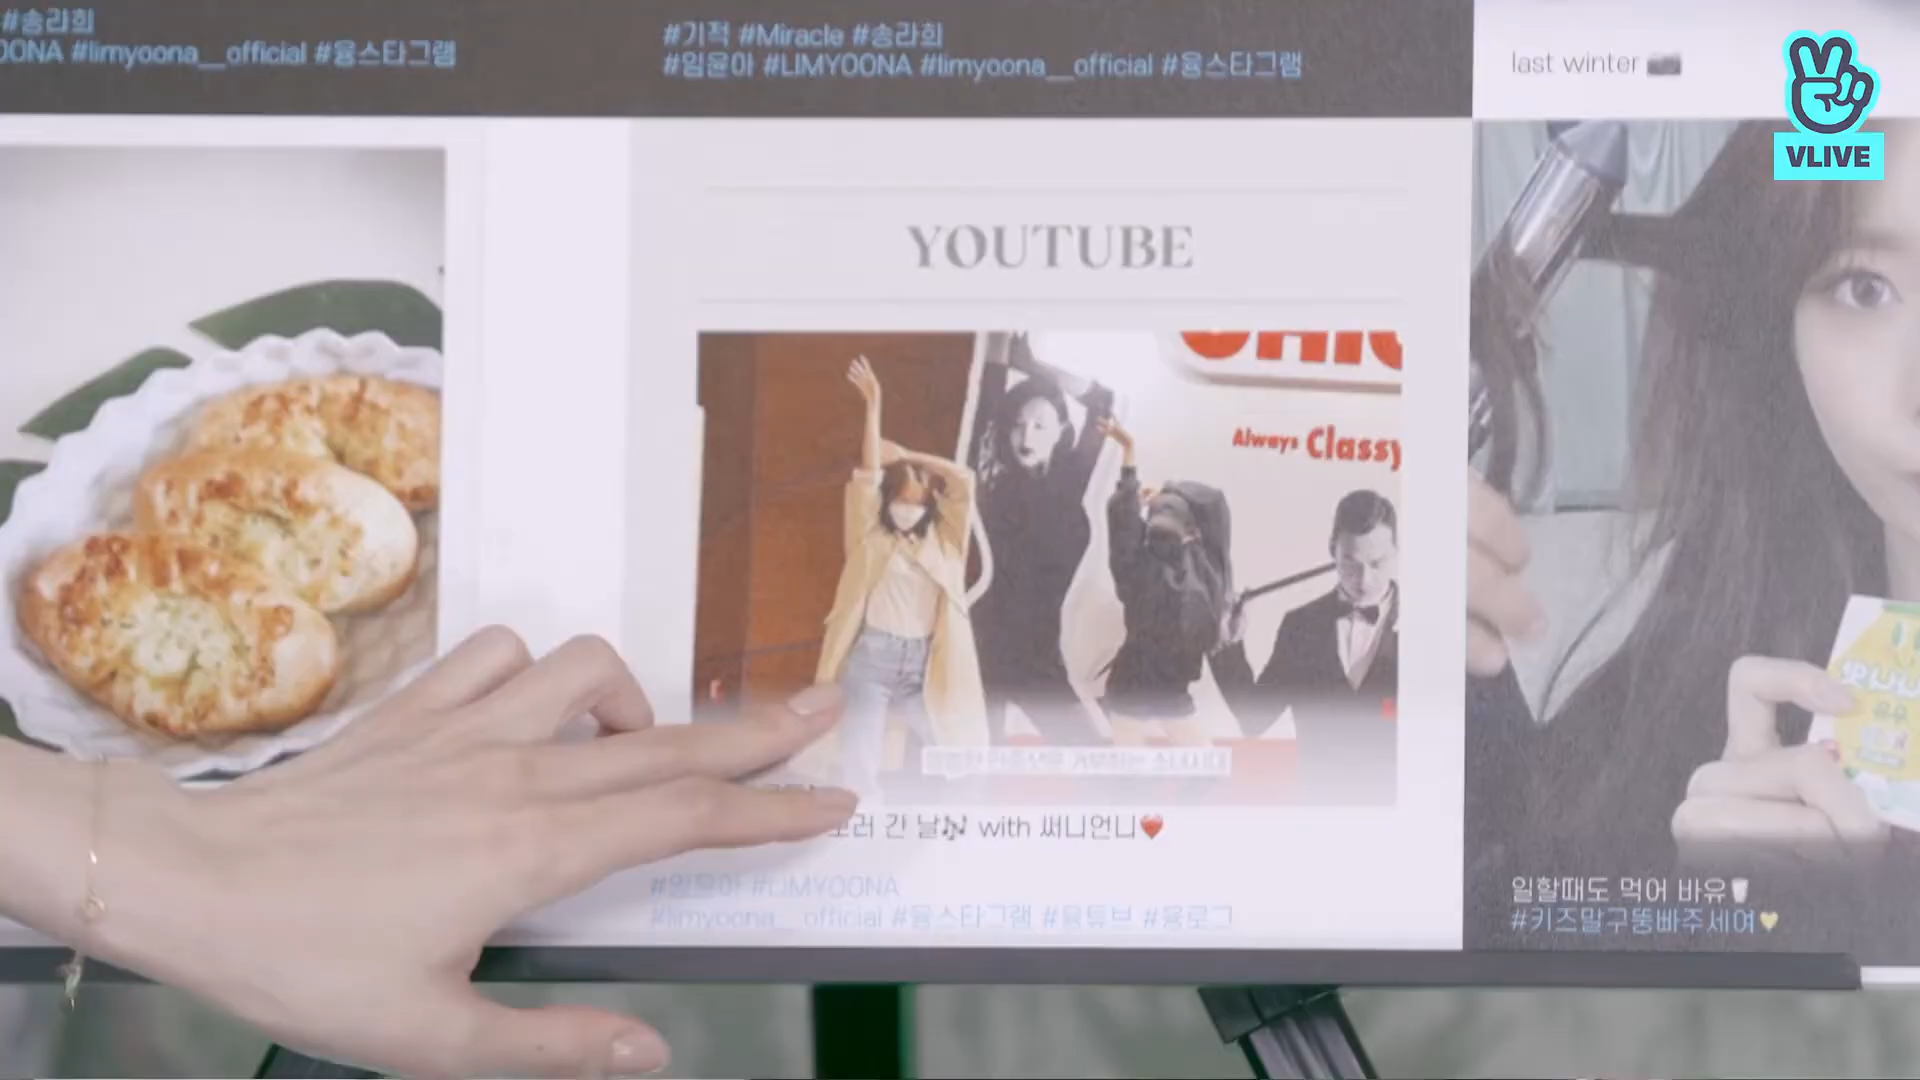 #송라희
OONA #limyoona__official #융스타그램
#기적 #Miracle #송라희
#임윤아 #LIMYOONA #limyoona__official #융스타그램
last winter
VLIVE
YOUTUBE
Always Classy
보러 간 날 with 써니언니
#임윤아 #LIMYOONA
#limyoona__official #융스타그램 #융튜브 #융로그
일할때도 먹어 바유
#키즈말구뚱빠주세여